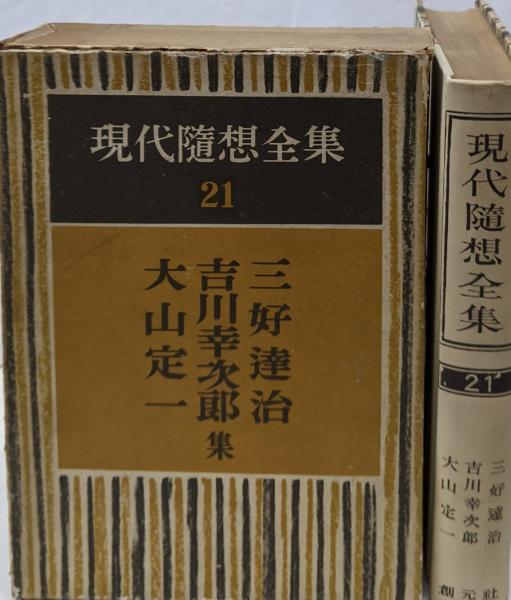 現代隨想全集
21
三好達治
吉川幸次郎集
大山定一
現代隨想全集
21
三好達治
吉川幸次郎
大山定一
創元社